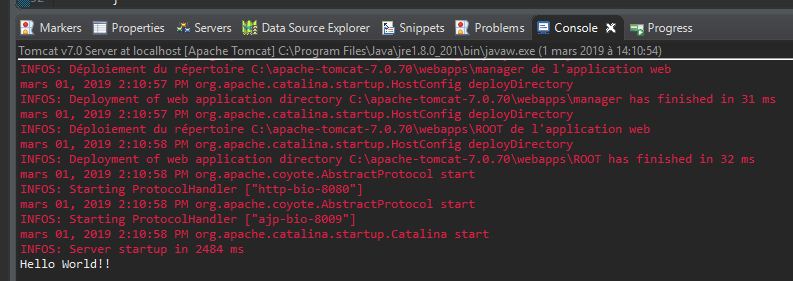 Markers Properties Servers Data Source Explorer Snippets Problems Console Progress
Tomcat v7.0 Server at localhost [Apache Tomcat] C:\Program Files\Java\jre1.8.0_201\bin\javaw.exe (1 mars 2019 à 14:10:54)
INFOS: Déploiement du répertoire C:\apache-tomcat-7.0.70\webapps\manager de l'application web
mars 01, 2019 2:10:57 PM org.apache.catalina.startup.HostConfig deployDirectory
INFOS: Deployment of web application directory C:\apache-tomcat-7.0.70\webapps\manager has finished in 31 ms
mars 01, 2019 2:10:57 PM org.apache.catalina.startup.HostConfig deployDirectory
INFOS: Déploiement du répertoire C:\apache-tomcat-7.0.70\webapps\ROOT de l'application web
mars 01, 2019 2:10:58 PM org.apache.catalina.startup.HostConfig deployDirectory
INFOS: Deployment of web application directory C:\apache-tomcat-7.0.70\webapps\ROOT has finished in 32 ms
mars 01, 2019 2:10:58 PM org.apache.coyote.AbstractProtocol start
INFOS: Starting ProtocolHandler ["http-bio-8080"]
mars 01, 2019 2:10:58 PM org.apache.coyote.AbstractProtocol start
INFOS: Starting ProtocolHandler ["ajp-bio-8009"]
mars 01, 2019 2:10:58 PM org.apache.catalina.startup.Catalina start
INFOS: Server startup in 2484 ms
Hello World!!